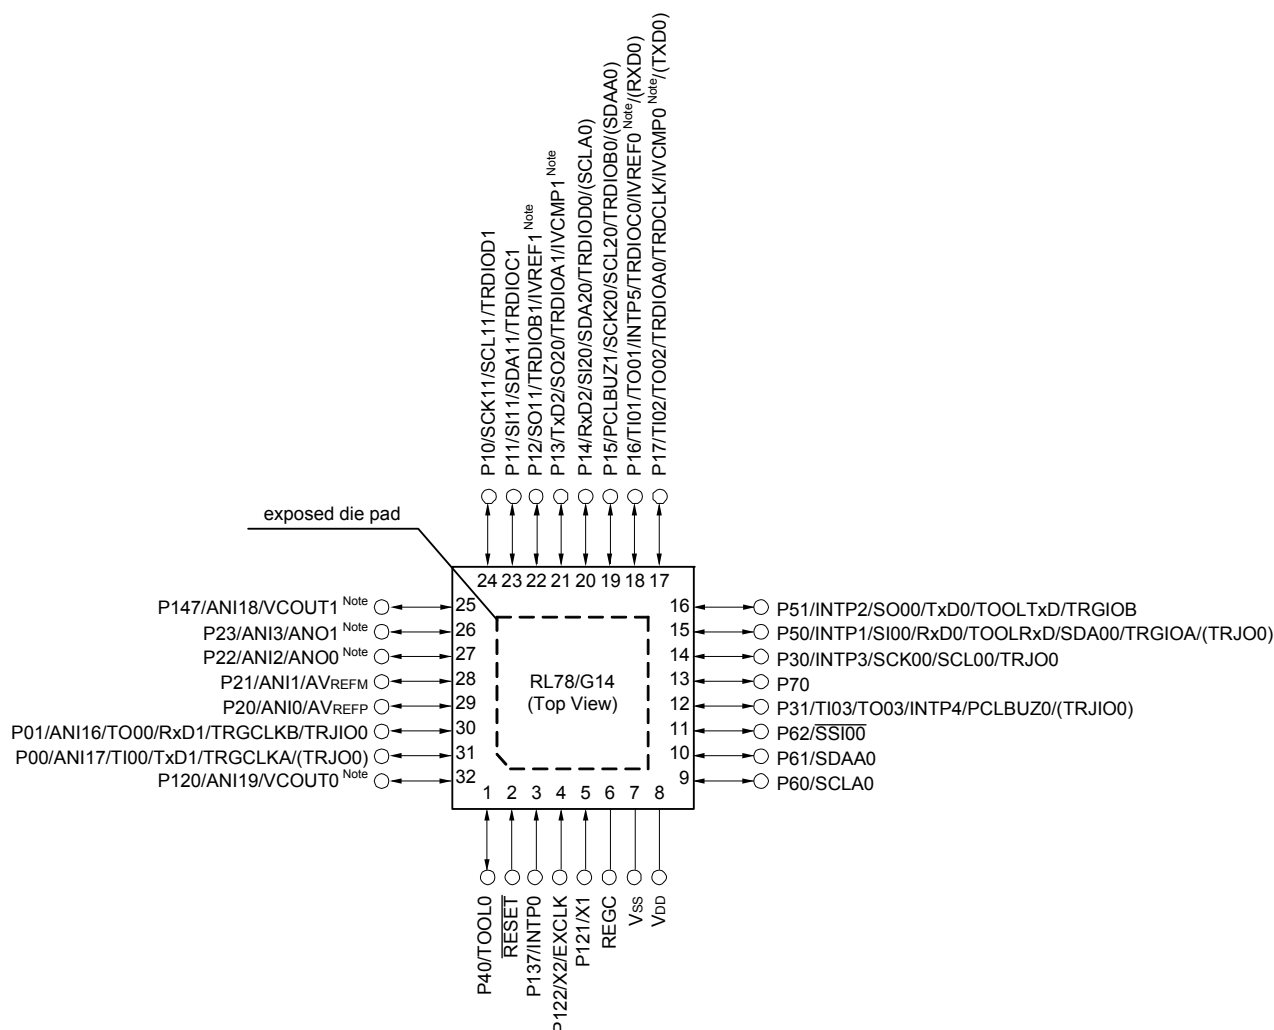 P10/SCK11/SCL11/TRDIOD1
P11/SI11/SDA11/TRDIOC1
P12/SO11/TRDIOB1/IVREF1 Note
P13/TxD2/SO20/TRDIOA1/IVCMP1 Note
P14/RxD2/SI20/SDA20/TRDIOD0/(SCLA0)
P15/PCLBUZ1/SCK20/SCL20/TRDIOB0/(SDAA0)
P16/TI01/TO01/INTP5/TRDIOC0/IVREF0 Note/(RXD0)
P17/TI02/TO02/TRDIOA0/TRDCLK/IVCMP0 Note/(TXD0)
exposed die pad
24 23 22 21 20 19 18 17
P147/ANI18/VCOUT1 Note 25
P23/ANI3/ANO1 Note 26
P22/ANI2/ANO0 Note 27
P21/ANI1/AVREFM 28
P20/ANI0/AVREFP 29
P01/ANI16/TO00/RxD1/TRGCLKB/TRJIO0 30
P00/ANI17/TI00/TxD1/TRGCLKA/(TRJO0) 31
P120/ANI19/VCOUT0 Note 32
RL78/G14
(Top View)
16 P51/INTP2/SO00/TxD0/TOOLTxD/TRGIOB
15 P50/INTP1/SI00/RxD0/TOOLRxD/SDA00/TRGIOA/(TRJO0)
14 P30/INTP3/SCK00/SCL00/TRJO0
13 P70
12 P31/TI03/TO03/INTP4/PCLBUZ0/(TRJIO0)
11 P62/SSI00
10 P61/SDAA0
9 P60/SCLA0
1 2 3 4 5 6 7 8
P40/TOOL0
RESET
P137/INTP0
P122/X2/EXCLK
P121/X1
REGC
VSS
VDD